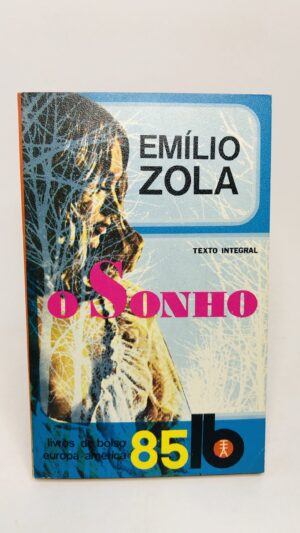 EMÍLIO
ZOLA
TEXTO INTEGRAL
O SONHO
livros de bolso
europa-américa
85 lb